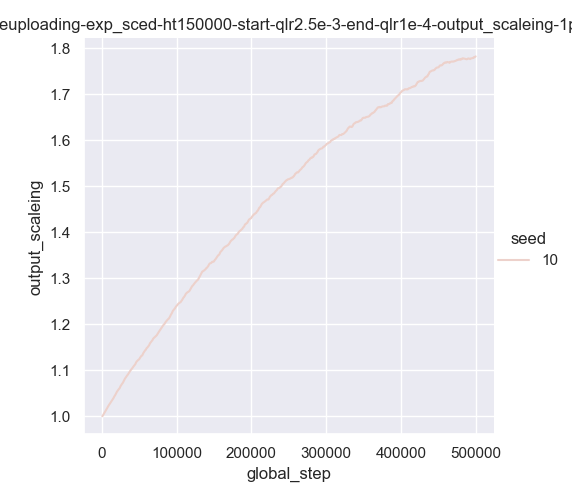 euploading-exp_sced-ht150000-start-qlr2.5e-3-end-qlr1e-4-output_scaleing-1p
1.8
1.7
1.6
1.5
1.4
1.3
1.2
1.1
1.0
output_scaleing
seed
10
0 100000 200000 300000 400000 500000
global_step